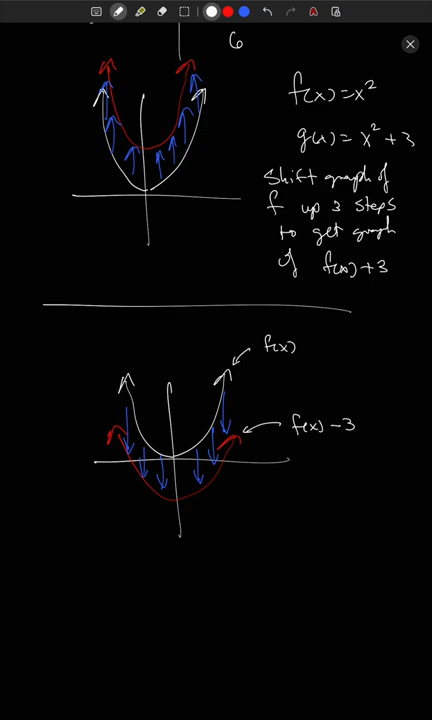 6
f(x) = x²
g(x) = x² + 3
Shift graph of
f up 3 steps
to get graph
of f(x) + 3
f(x)
f(x) - 3